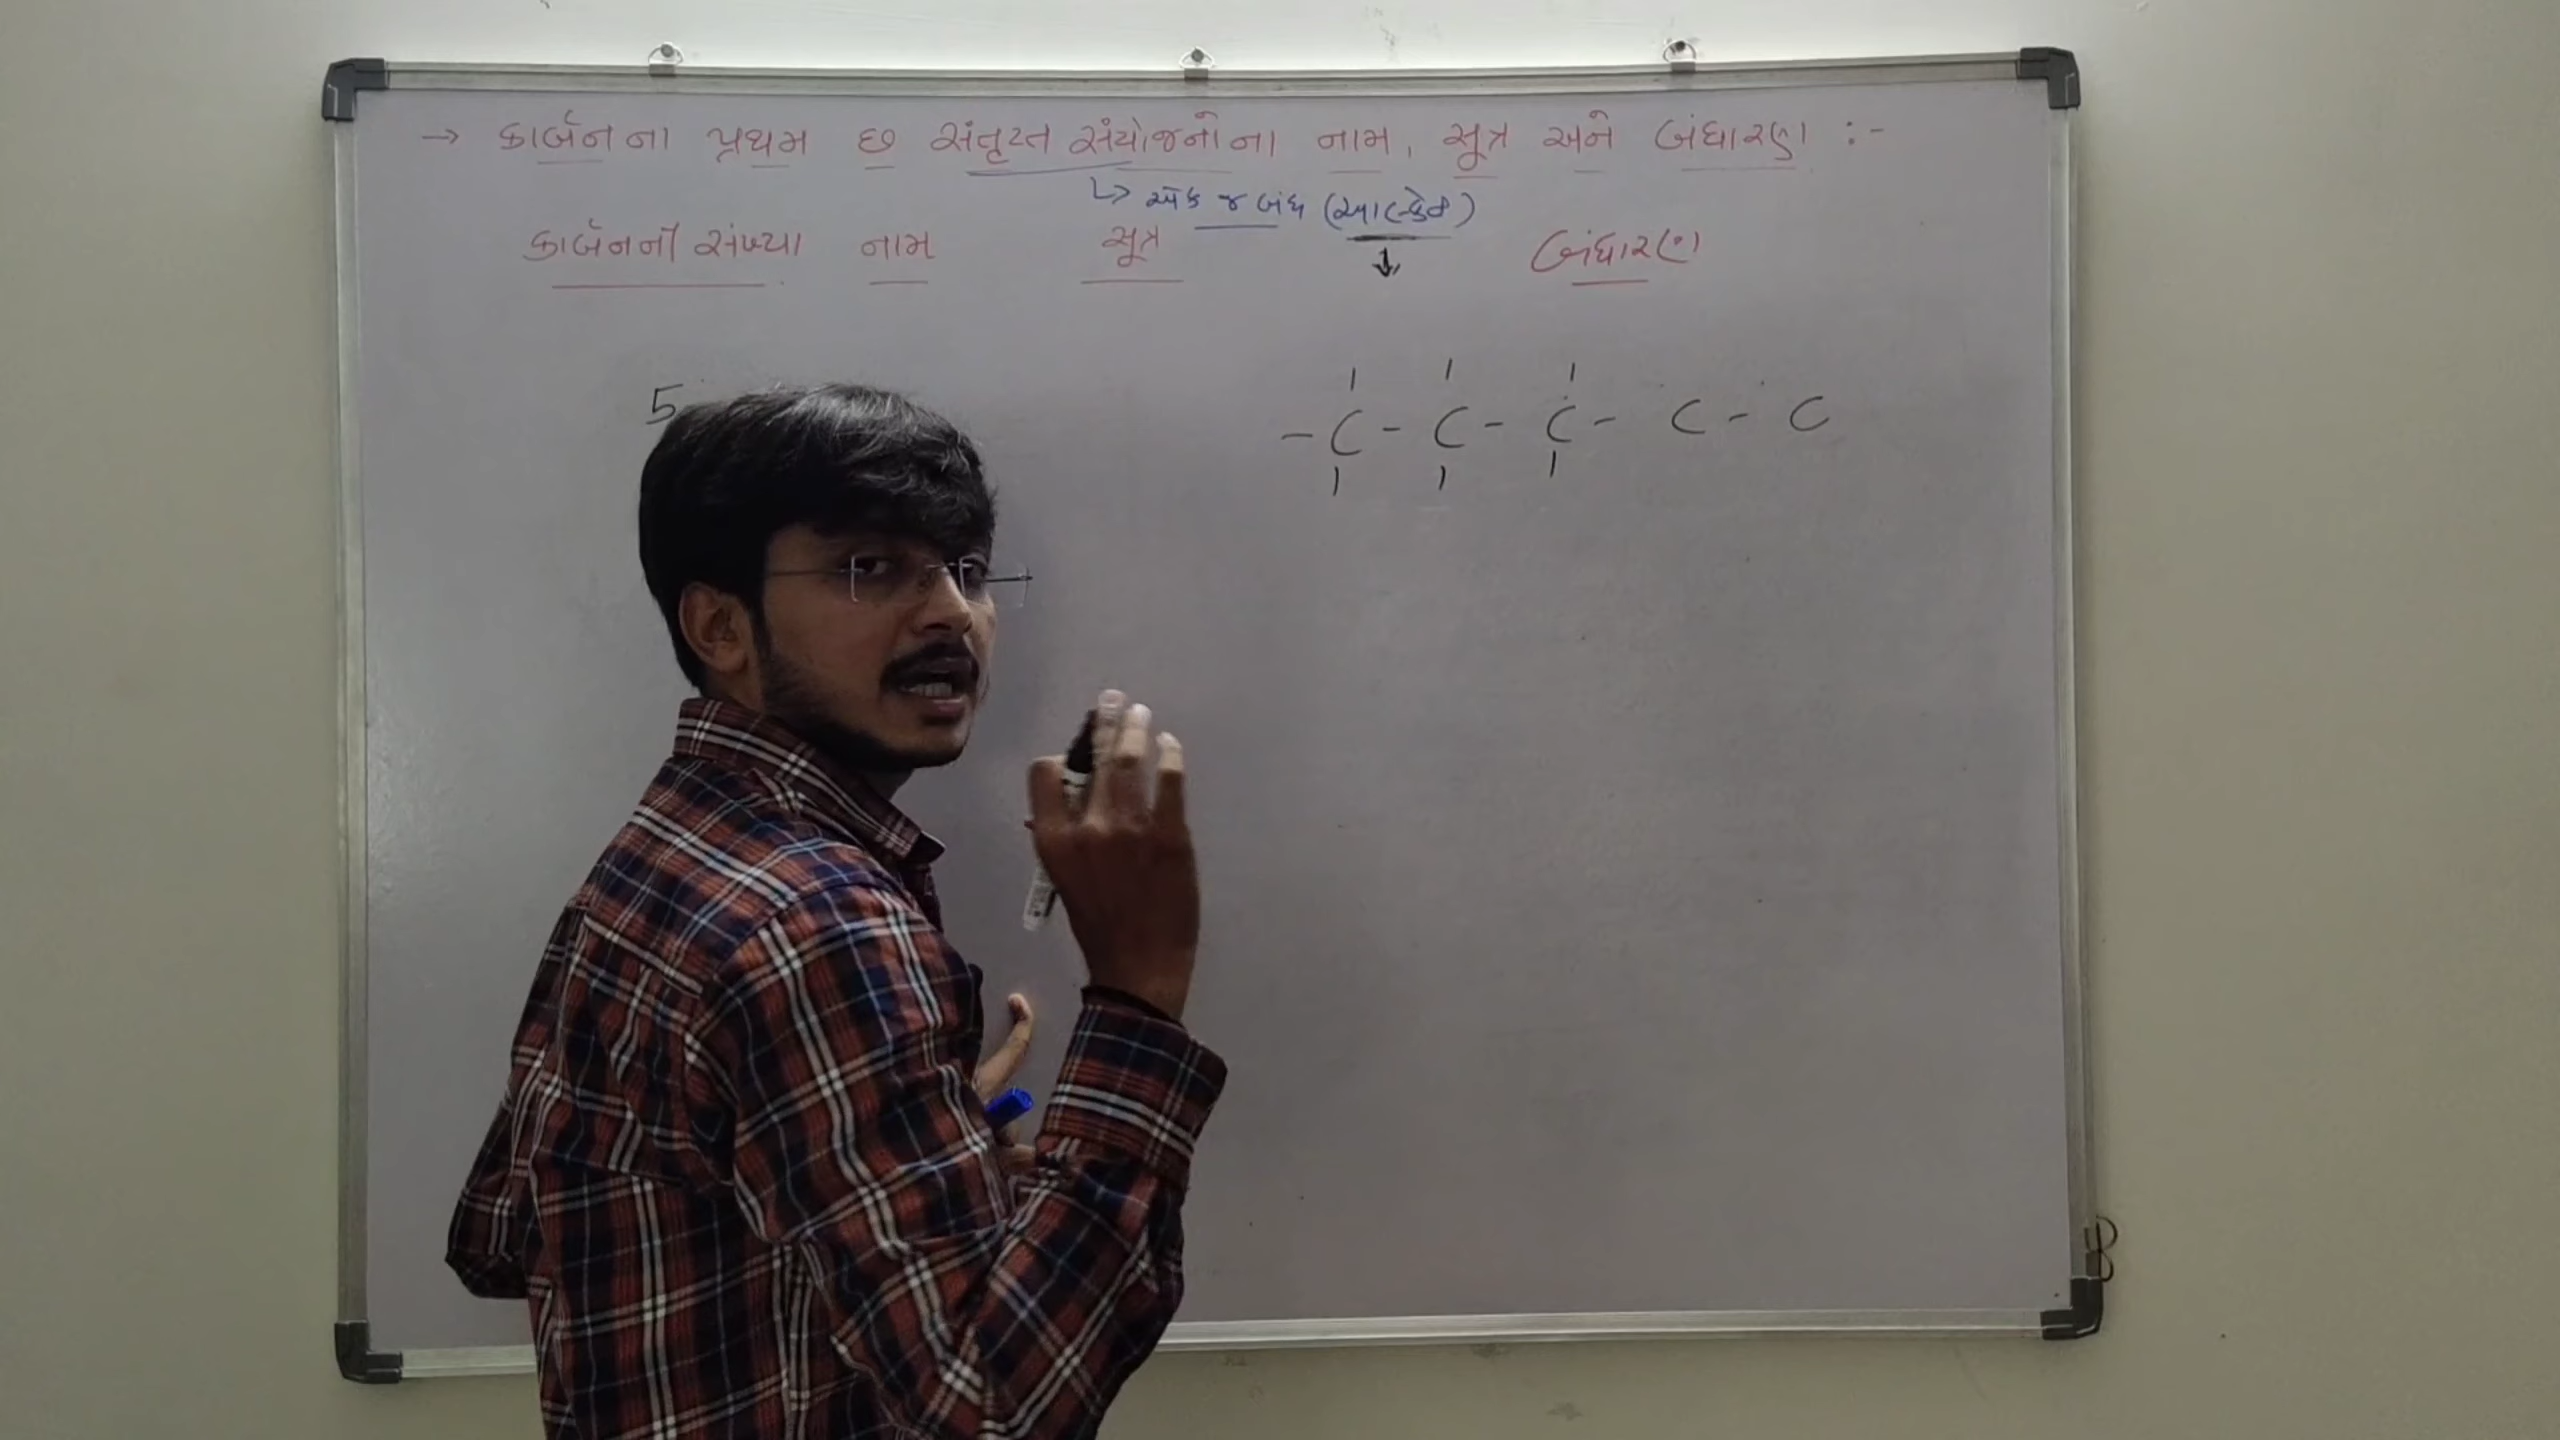 → કાર્બનના પ્રથમ છ સંતૃપ્ત સંયોજનોના નામ, સૂત્ર અને બંધારણ :-
↳ એક જ બંધ (આલ્કેન)
કાર્બનની સંખ્યા નામ સૂત્ર ↓ બંધારણ
5 - C - C - C - C - C